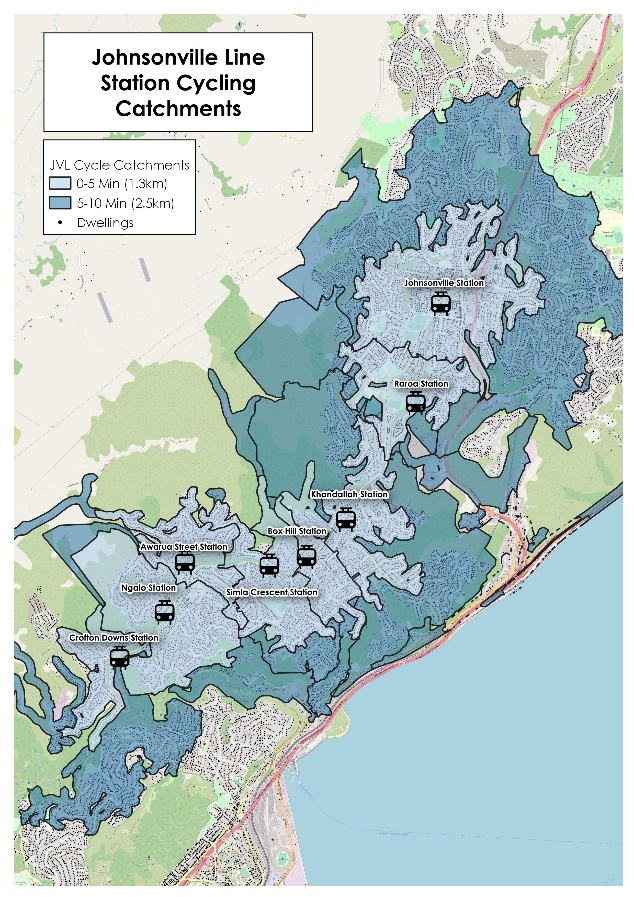 Johnsonville Line
Station Cycling
Catchments
JVL Cycle Catchments
0-5 Min (1.3km)
5-10 Min (2.5km)
Dwellings
Johnsonville Station
Raroa Station
Khandallah Station
Box Hill Station
Awarua Street Station
Ngaio Station
Simla Crescent Station
Crofton Downs Station